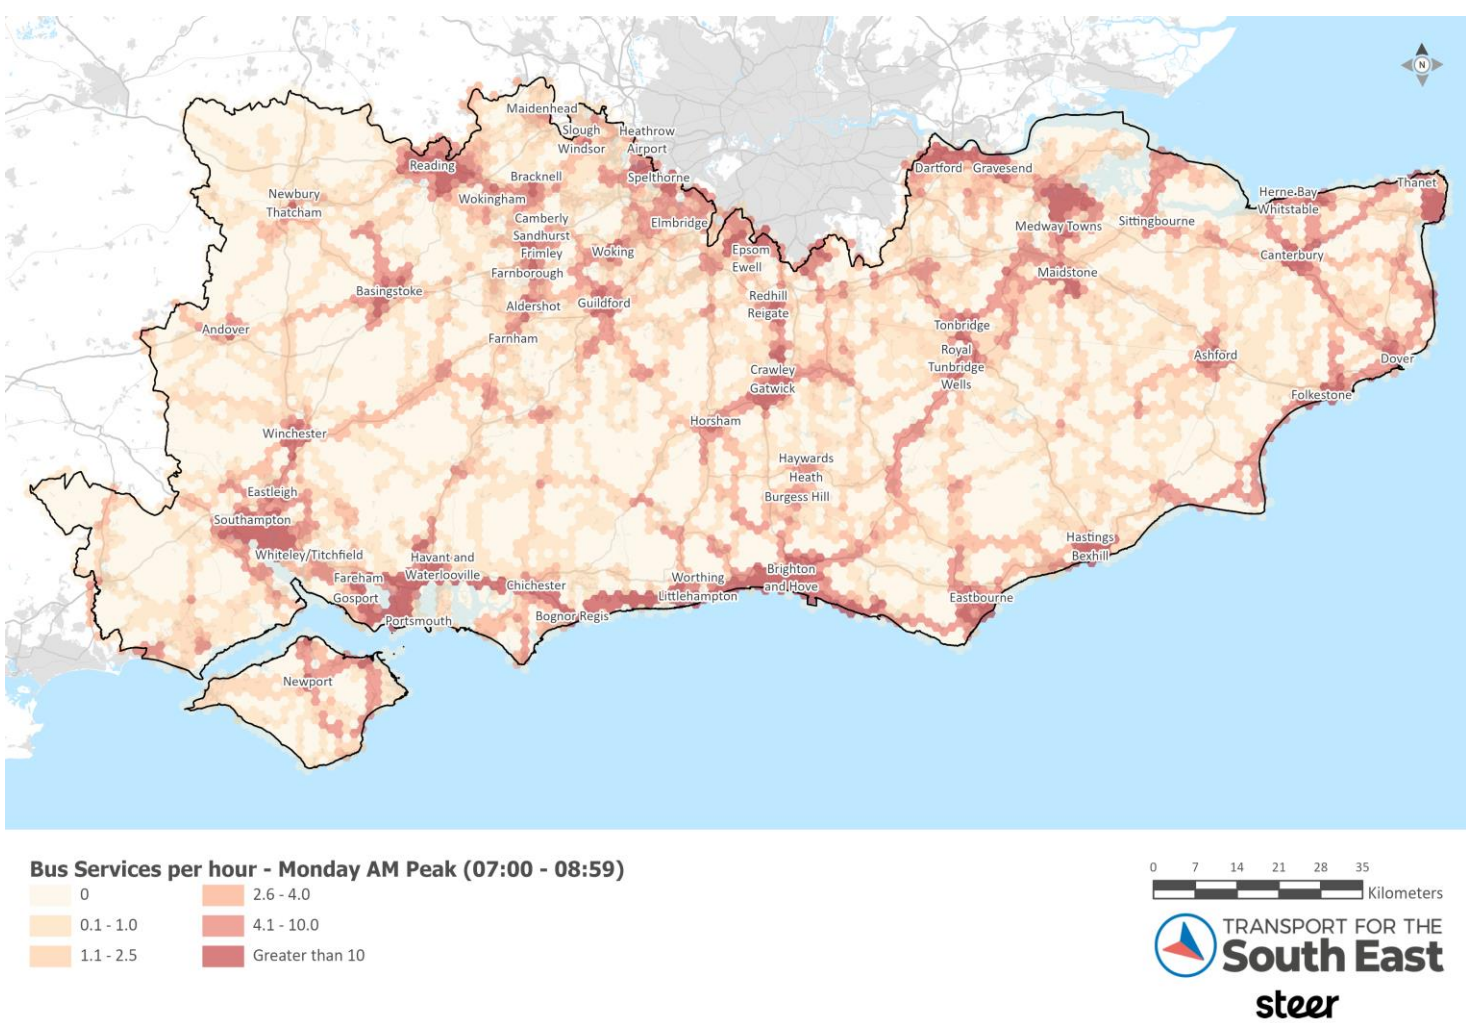 N
Maidenhead
Slough
Heathrow
Windsor
Airport
Reading
Bracknell
Spelthorne
Dartford
Gravesend
Thanet
Newbury
Wokingham
Herne Bay
Thatcham
Camberly
Elmbridge
Whitstable
Sandhurst
Medway Towns
Sittingbourne
Frimley
Woking
Epsom
Canterbury
Farnborough
Ewell
Maidstone
Basingstoke
Aldershot
Guildford
Redhill
Reigate
Andover
Farnham
Tonbridge
Royal
Tunbridge
Wells
Ashford
Dover
Crawley
Gatwick
Folkestone
Horsham
Winchester
Haywards
Heath
Burgess Hill
Eastleigh
Southampton
Hastings
Bexhill
Whiteley/Titchfield
Havant and
Waterlooville
Fareham
Gosport
Chichester
Worthing
Littlehampton
Brighton
and Hove
Eastbourne
Portsmouth
Bognor Regis
Newport
Bus Services per hour - Monday AM Peak (07:00 - 08:59)
0
0.1 - 1.0
1.1 - 2.5
2.6 - 4.0
4.1 - 10.0
Greater than 10
0 7 14 21 28 35
Kilometers
TRANSPORT FOR THE
South East
steer